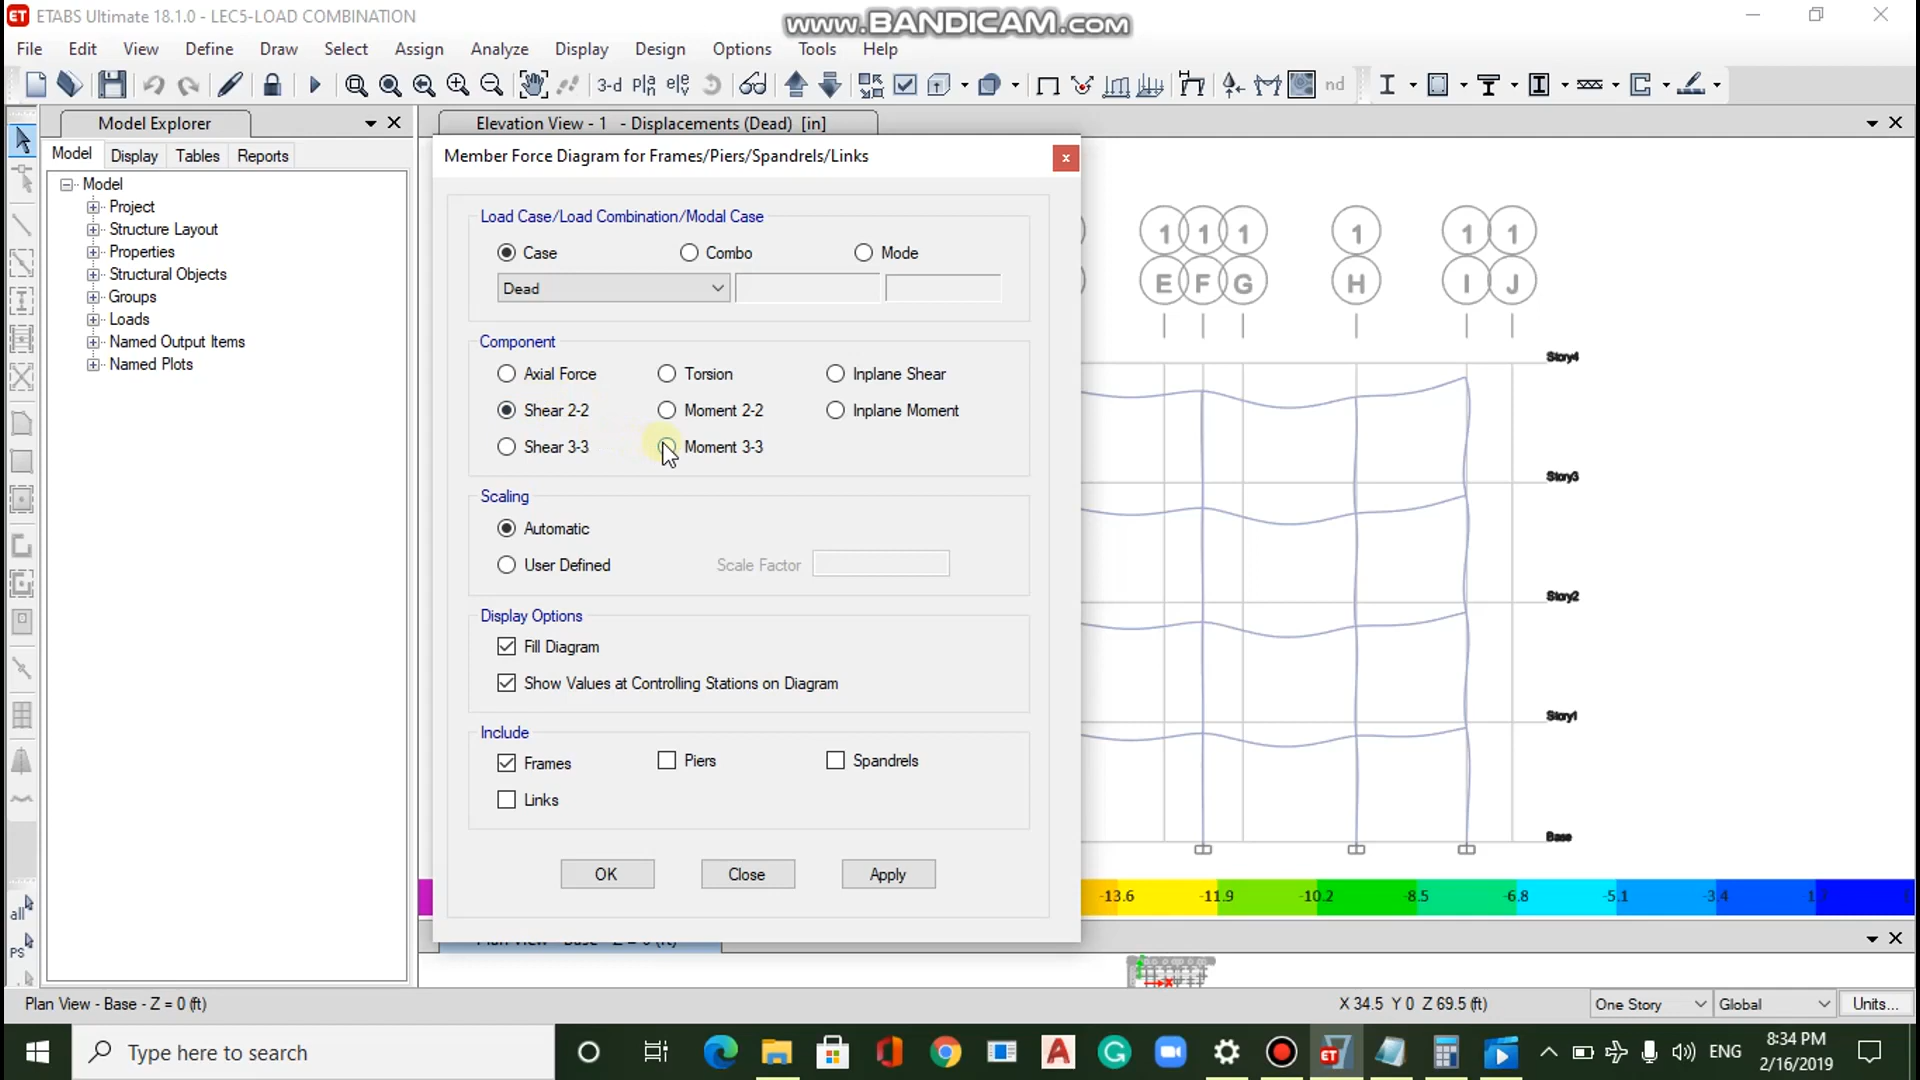 ETABS Ultimate 18.1.0 - LEC5-LOAD COMBINATION
www.BANDICAM.com
File Edit View Define Draw Select Assign Analyze Display Design Options Tools Help
3-d
nd
Model Explorer
Elevation View - 1 - Displacements (Dead) [in]
Model Display Tables Reports
Model
Project
Structure Layout
Properties
Structural Objects
Groups
Loads
Named Output Items
Named Plots
Member Force Diagram for Frames/Piers/Spandrels/Links
Load Case/Load Combination/Modal Case
Case Combo Mode
Dead
Component
Axial Force Torsion Inplane Shear
Shear 2-2 Moment 2-2 Inplane Moment
Shear 3-3 Moment 3-3
Scaling
Automatic
User Defined Scale Factor
Display Options
Fill Diagram
Show Values at Controlling Stations on Diagram
Include
Frames Piers Spandrels
Links
OK Close Apply
1 1 1 1 1 1
E F G H I J
Story4
Story3
Story2
Story1
Base
-13.6 -11.9 -10.2 -8.5 -6.8 -5.1 -3.4
all
PS
Plan View - Base - Z = 0 (ft) X 34.5 Y 0 Z 69.5 (ft) One Story Global Units...
Type here to search
ENG
8:34 PM
2/16/2019